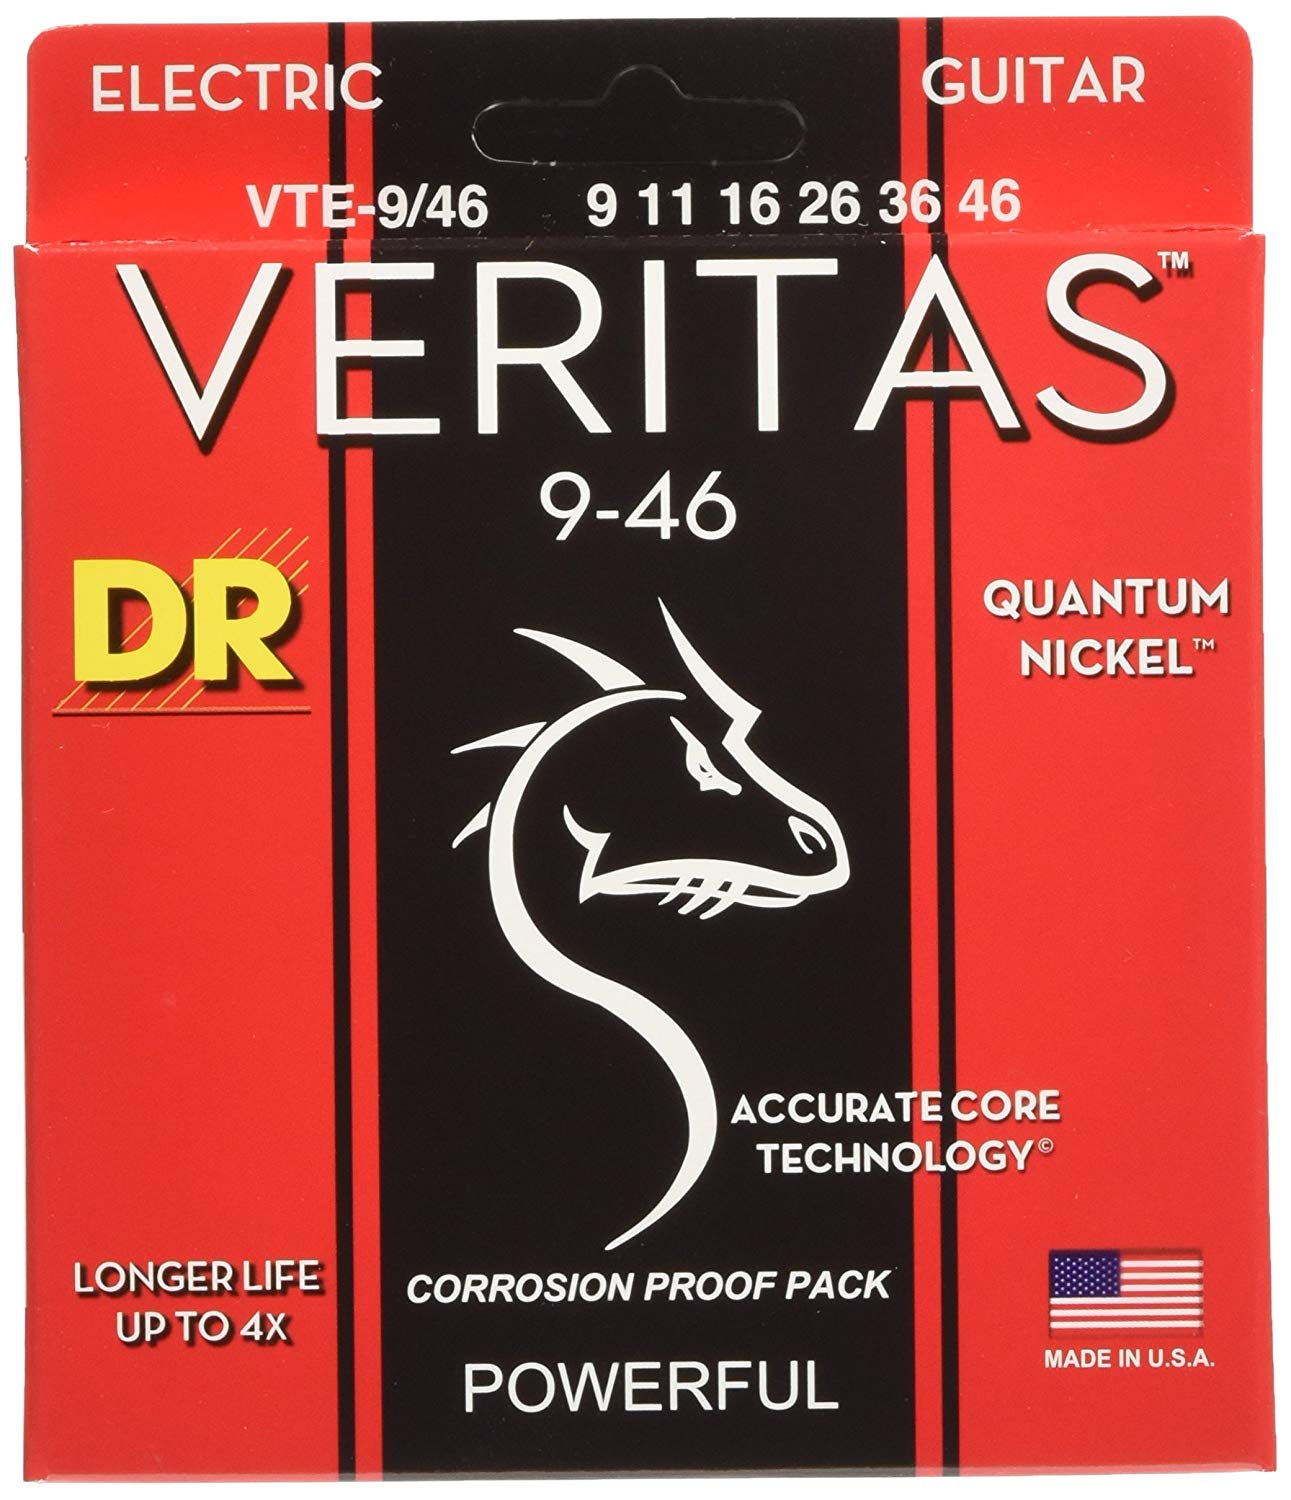 ELECTRIC GUITAR
VTE-9/46 9 11 16 26 36 46
VERITAS™
9-46
DR
QUANTUM
NICKEL™
ACCURATE CORE
TECHNOLOGY©
LONGER LIFE
UP TO 4X
CORROSION PROOF PACK
POWERFUL
MADE IN U.S.A.